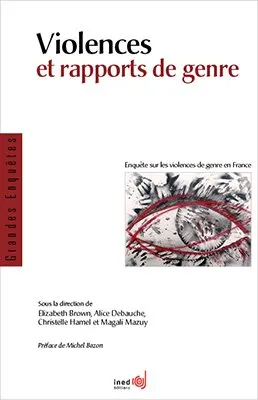 Violences
et rapports de genre
Grandes Enquêtes
Enquête sur les violences de genre en France
Sous la direction de
Elizabeth Brown, Alice Debauche,
Christelle Hamel et Magali Mazuy
Préface de Michel Bozon
ined
éditions